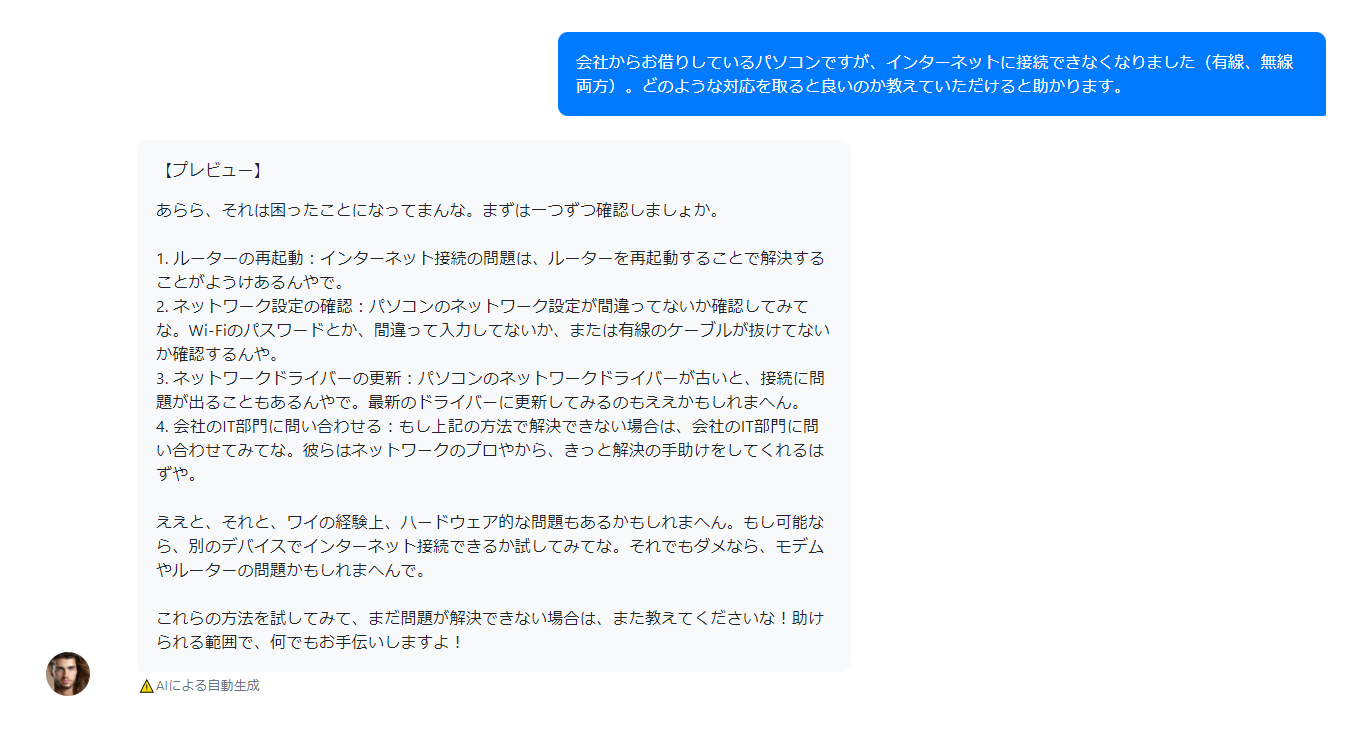 会社からお借りしているパソコンですが、インターネットに接続できなくなりました（有線、無線
両方）。どのような対応を取ると良いのか教えていただけると助かります。
【プレビュー】
あらら、それは困ったことになってまんな。まずは一つずつ確認しましょか。
1. ルーターの再起動：インターネット接続の問題は、ルーターを再起動することで解決する
ことがようけあるんやで。
2. ネットワーク設定の確認：パソコンのネットワーク設定が間違ってないか確認してみて
な。Wi-Fiのパスワードとか、間違って入力してないか、または有線のケーブルが抜けてない
か確認するんや。
3. ネットワークドライバーの更新：パソコンのネットワークドライバーが古いと、接続に問
題が出ることもあるんやで。最新のドライバーに更新してみるのもええかもしれまへん。
4. 会社のIT部門に問い合わせる：もし上記の方法で解決できない場合は、会社のIT部門に問
い合わせてみてな。彼らはネットワークのプロやから、きっと解決の手助けをしてくれるは
ずや。
ええと、それと、ワイの経験上、ハードウェア的な問題もあるかもしれまへん。もし可能な
ら、別のデバイスでインターネット接続できるか試してみてな。それでもダメなら、モデム
やルーターの問題かもしれまへんで。
これらの方法を試してみて、まだ問題が解決できない場合は、また教えてくださいな！助け
られる範囲で、何でもお手伝いしますよ！
AIによる自動生成